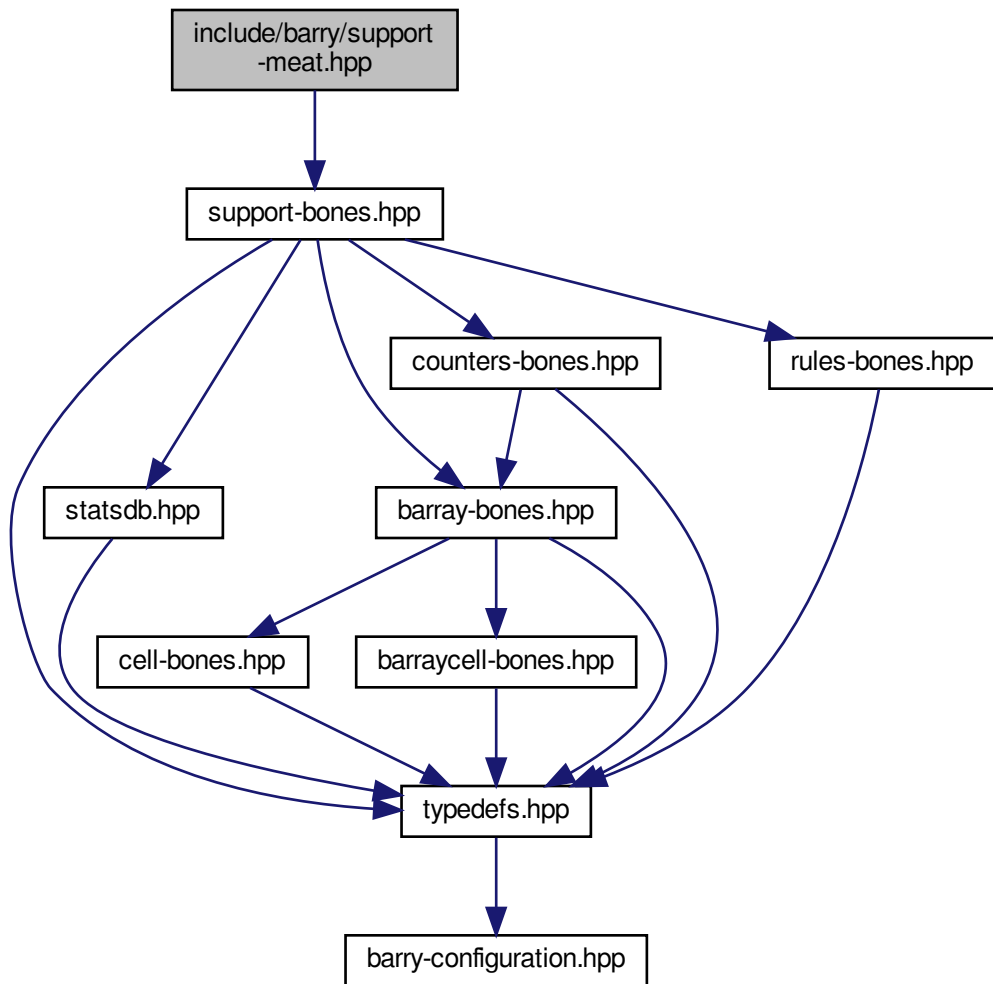 include/barry/support
-meat.hpp
support-bones.hpp
counters-bones.hpp
rules-bones.hpp
statsdb.hpp
barray-bones.hpp
cell-bones.hpp
barraycell-bones.hpp
typedefs.hpp
barry-configuration.hpp